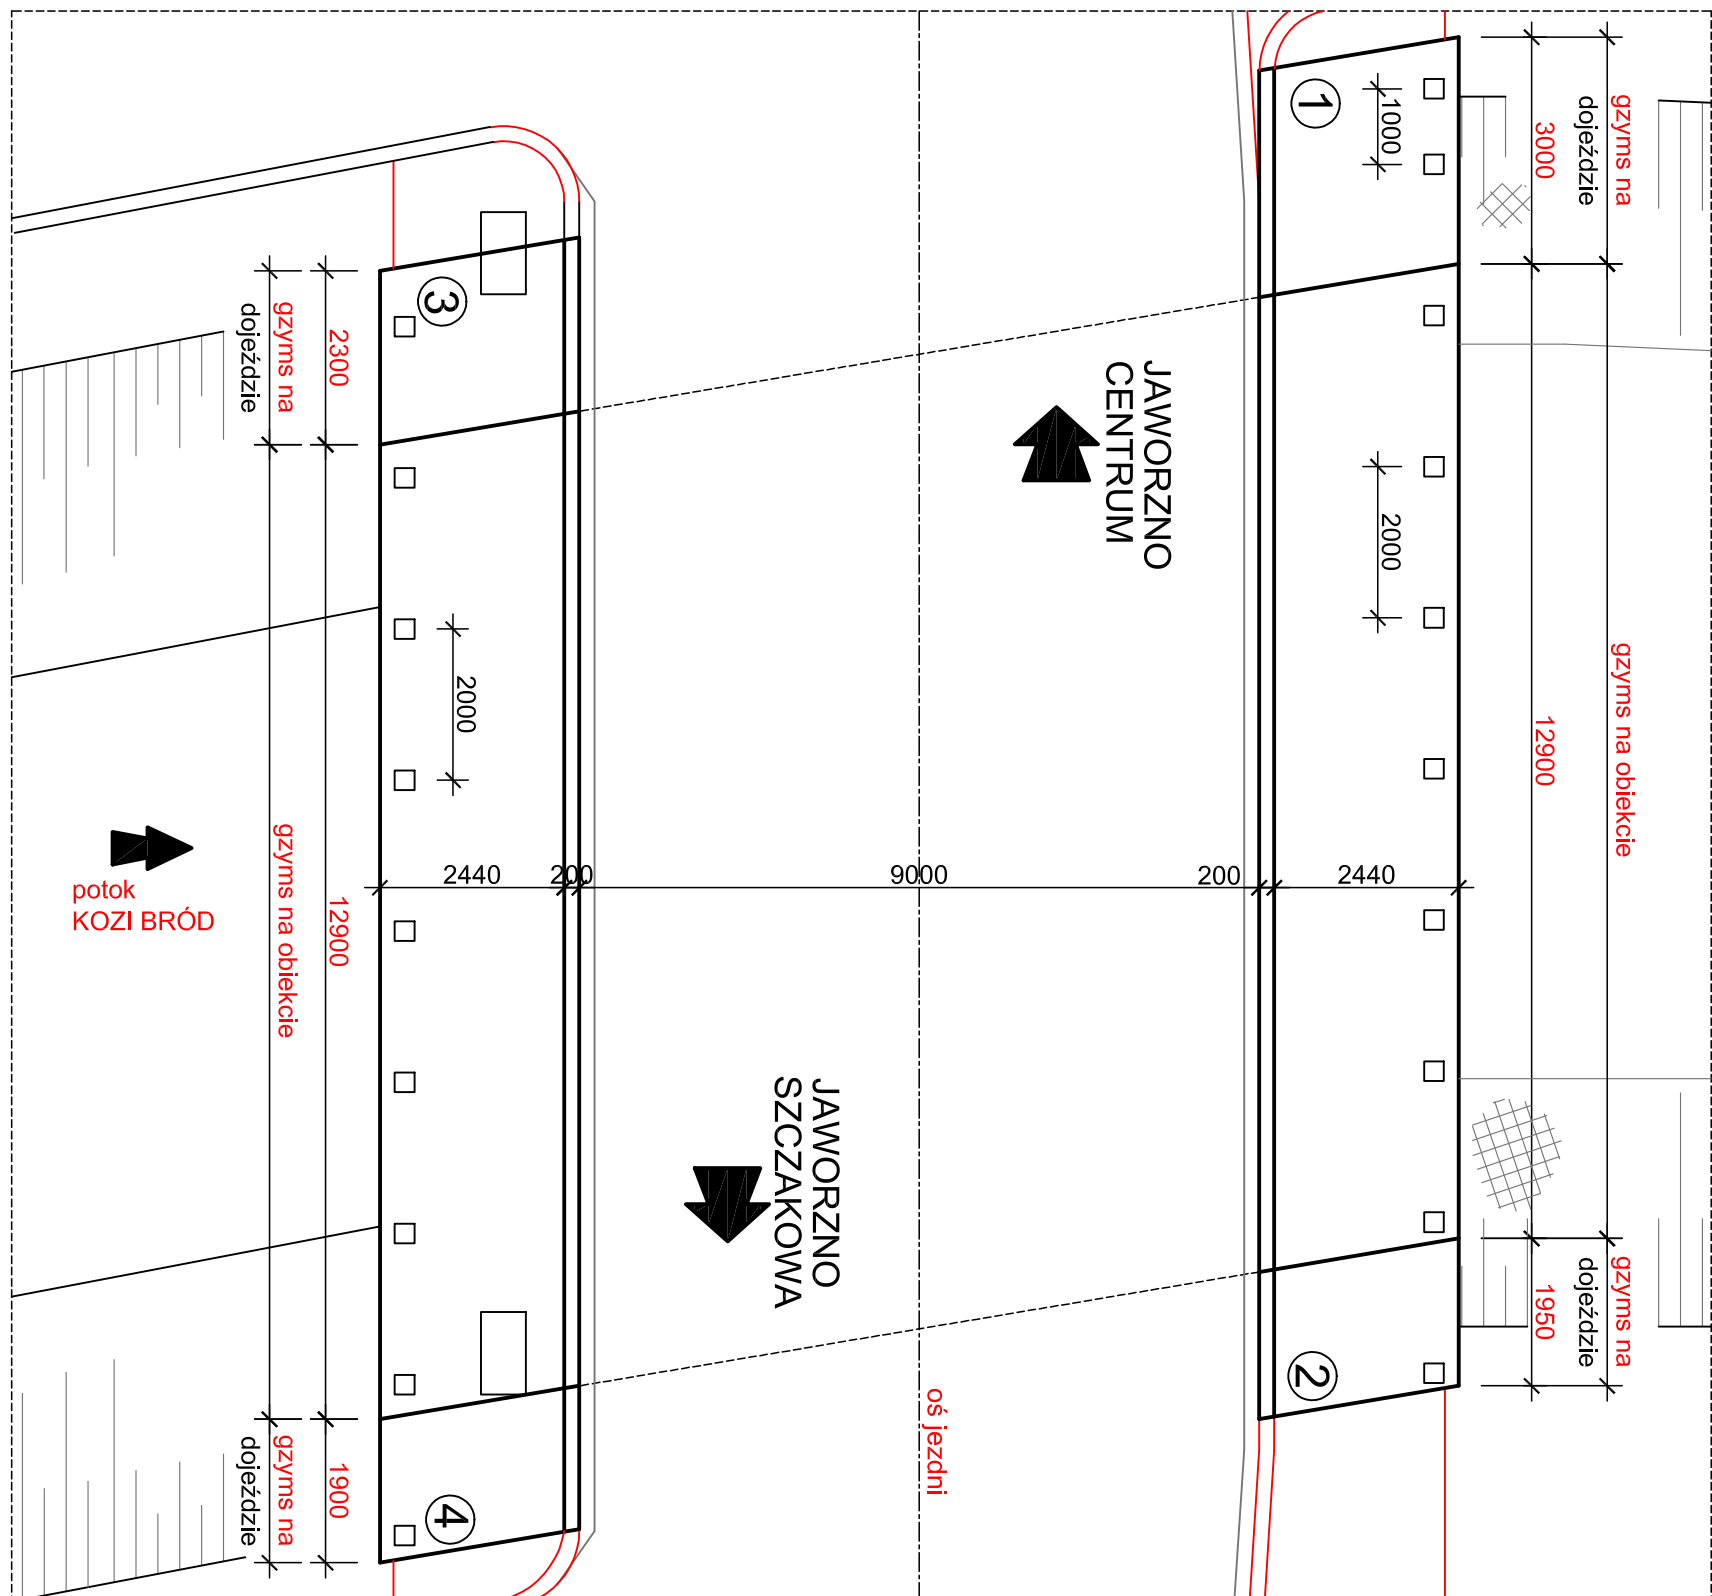 1
1000
gzyms na
dojeździe
3000
3
gzyms na
dojeździe
2300
JAWORZNO
CENTRUM
2000
gzyms na obiekcie
12900
2000
2440
200
9000
200
2440
potok
KOZI BRÓD
gzyms na obiekcie
12900
JAWORZNO
SZCZAKOWA
gzyms na
dojeździe
1950
2
oś jezdni
gzyms na
dojeździe
1900
4